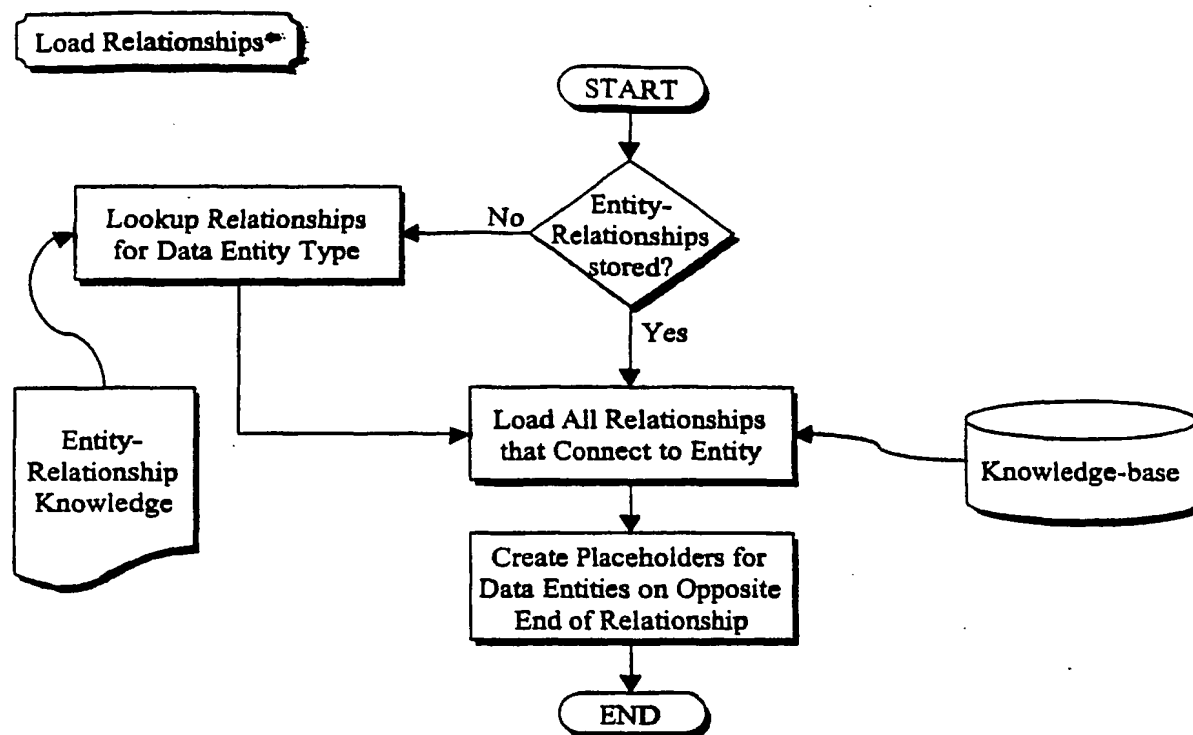 Load Relationships
START
Entity-
Relationships
stored?
No
Yes
Lookup Relationships
for Data Entity Type
Entity-
Relationship
Knowledge
Load All Relationships
that Connect to Entity
Knowledge-base
Create Placeholders for
Data Entities on Opposite
End of Relationship
END